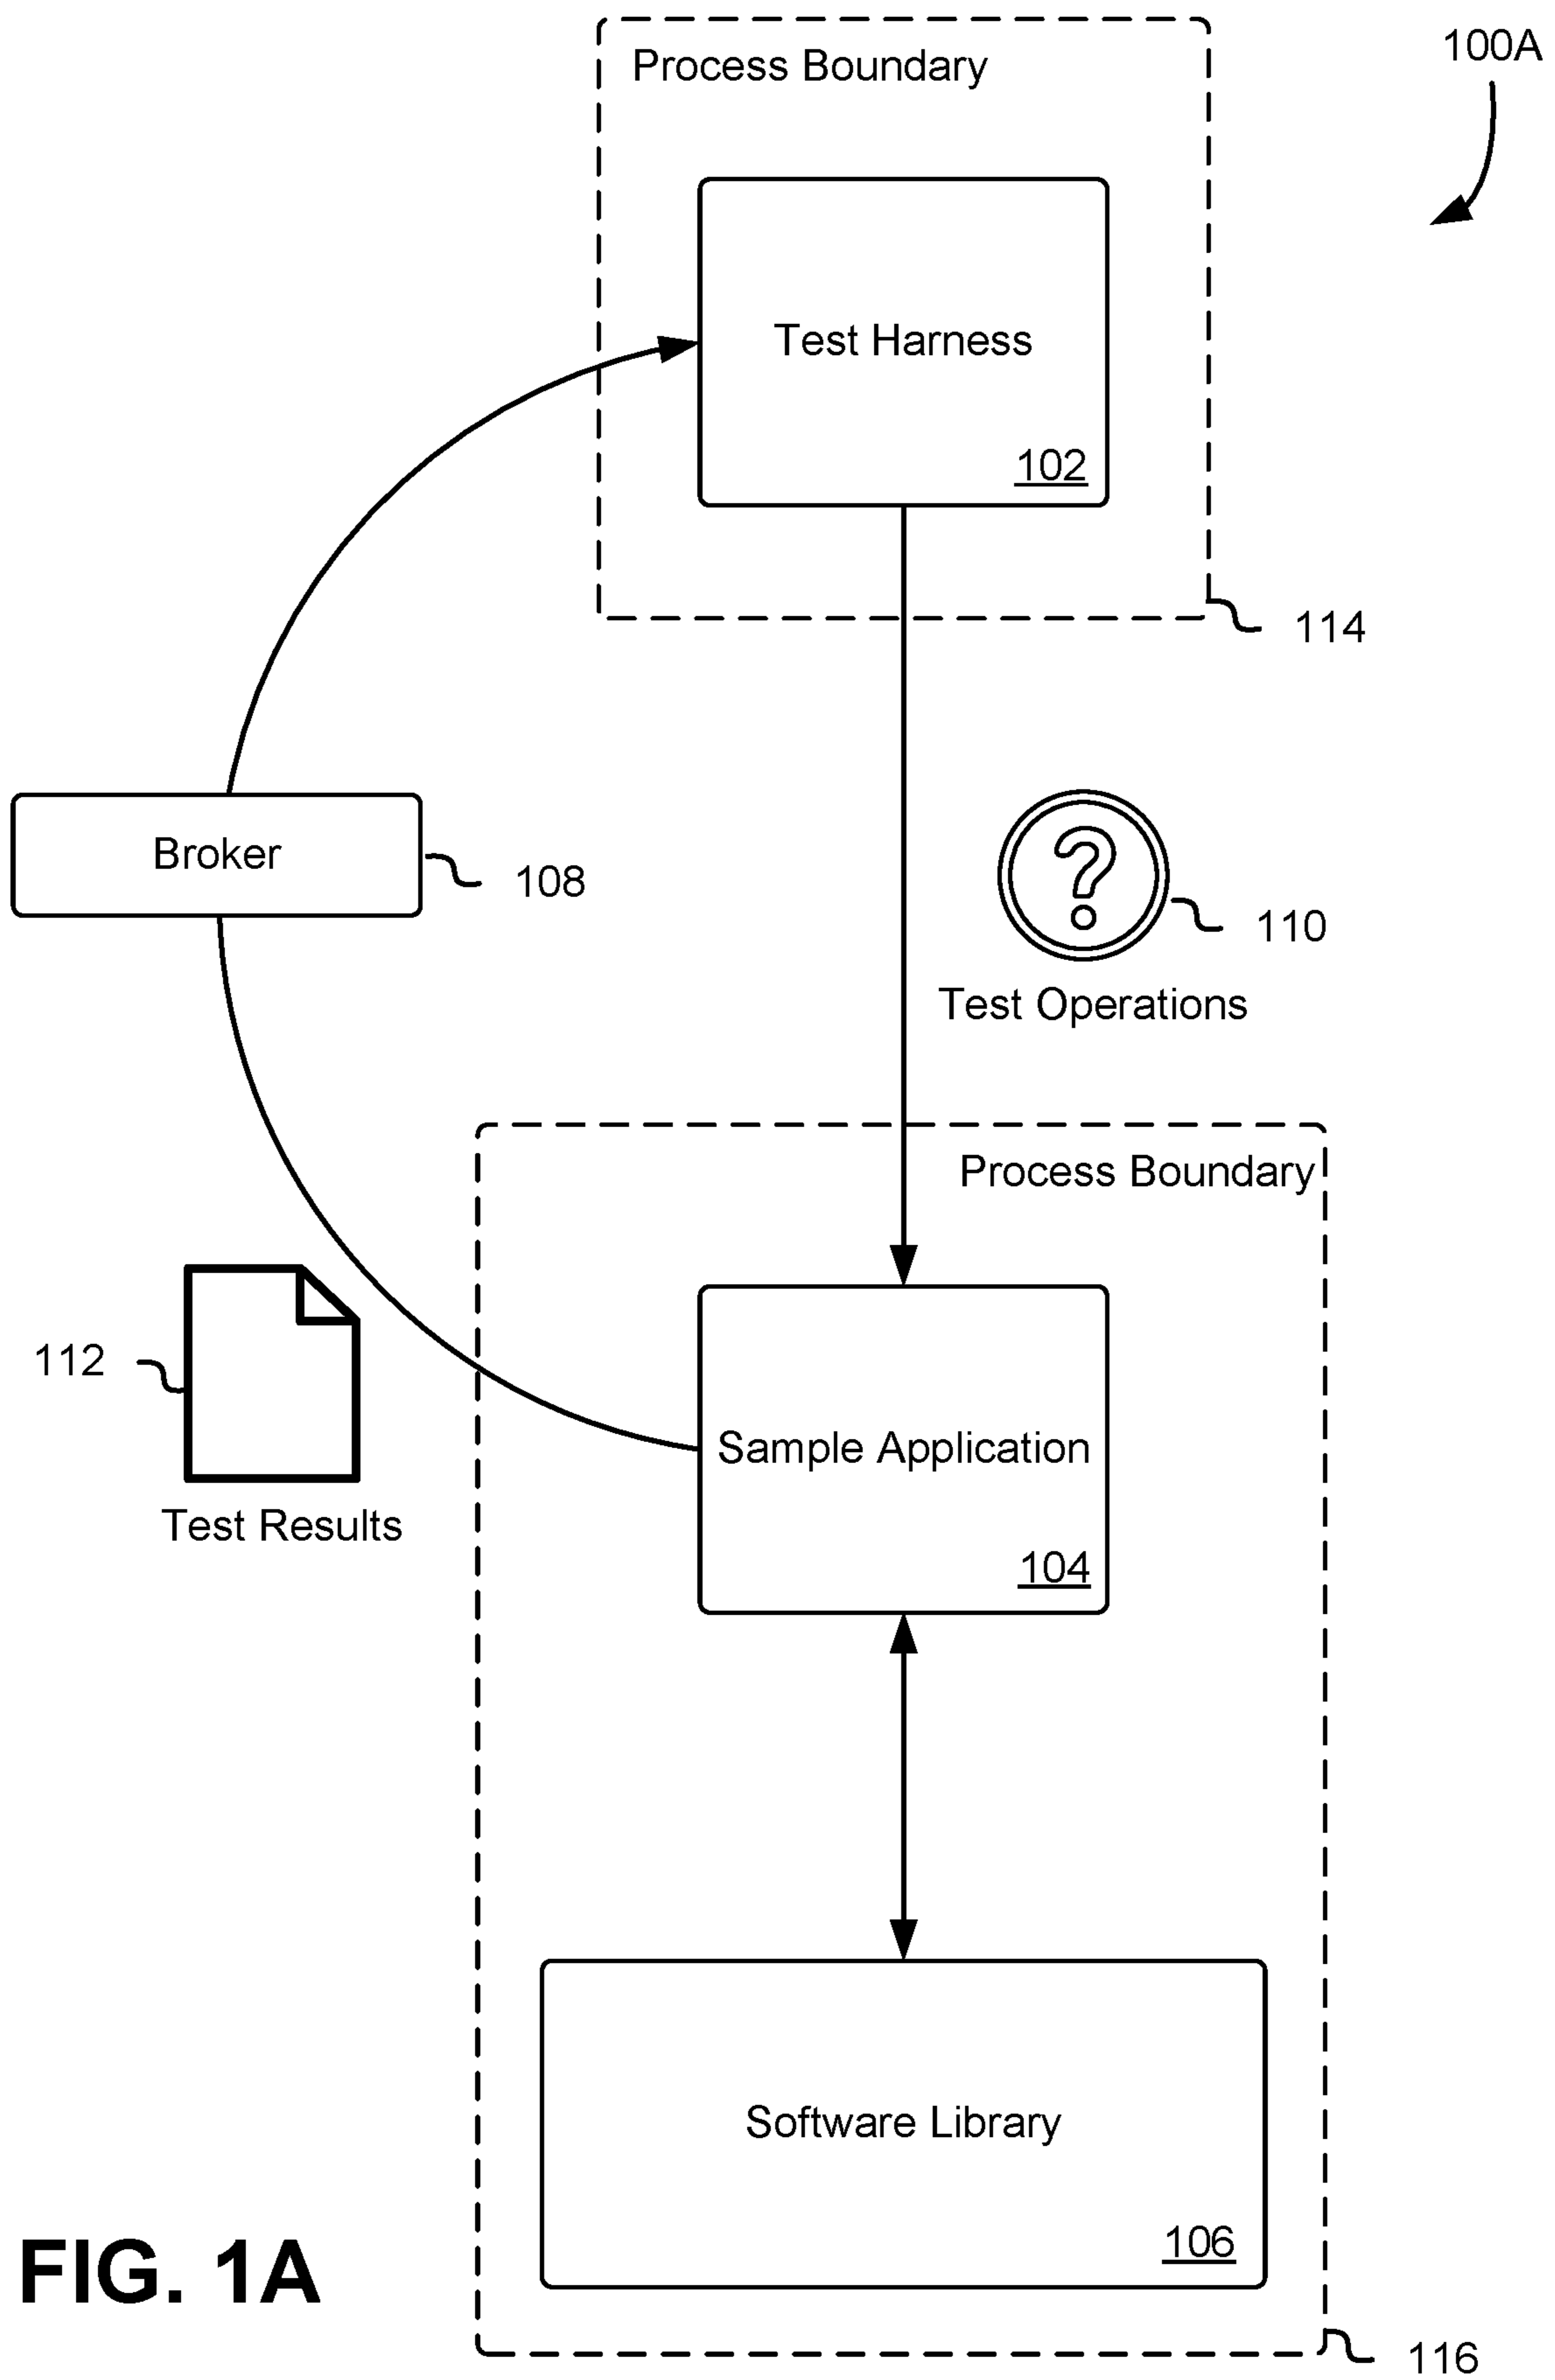 Process Boundary
100A
Test Harness
102
114
Broker
108
?
110
Test Operations
Process Boundary
112
Test Results
Sample Application
104
Software Library
106
FIG. 1A
116